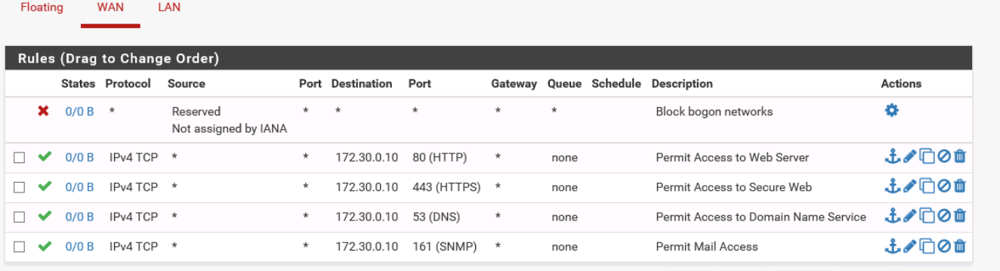 Floating WAN LAN
Rules (Drag to Change Order)
States Protocol Source Port Destination Port Gateway Queue Schedule Description Actions
0/0 B * Reserved * * * * * Block bogon networks
Not assigned by IANA
0/0 B IPv4 TCP * * 172.30.0.10 80 (HTTP) * none Permit Access to Web Server
0/0 B IPv4 TCP * * 172.30.0.10 443 (HTTPS) * none Permit Access to Secure Web
0/0 B IPv4 TCP * * 172.30.0.10 53 (DNS) * none Permit Access to Domain Name Service
0/0 B IPv4 TCP * * 172.30.0.10 161 (SNMP) * none Permit Mail Access